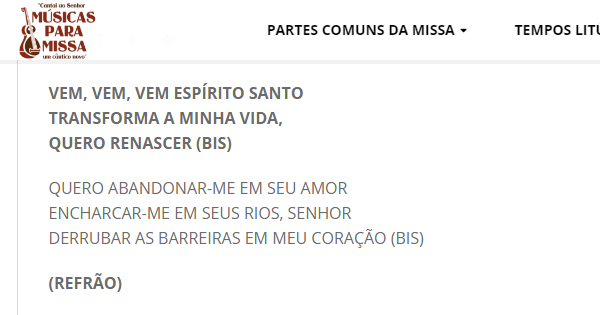 "Cantai ao Senhor
MÚSICAS
PARA
MISSA
um cântico novo"
PARTES COMUNS DA MISSA
TEMPOS LITU
VEM, VEM, VEM ESPÍRITO SANTO
TRANSFORMA A MINHA VIDA,
QUERO RENASCER (BIS)
QUERO ABANDONAR-ME EM SEU AMOR
ENCHARCAR-ME EM SEUS RIOS, SENHOR
DERRUBAR AS BARREIRAS EM MEU CORAÇÃO (BIS)
(REFRÃO)